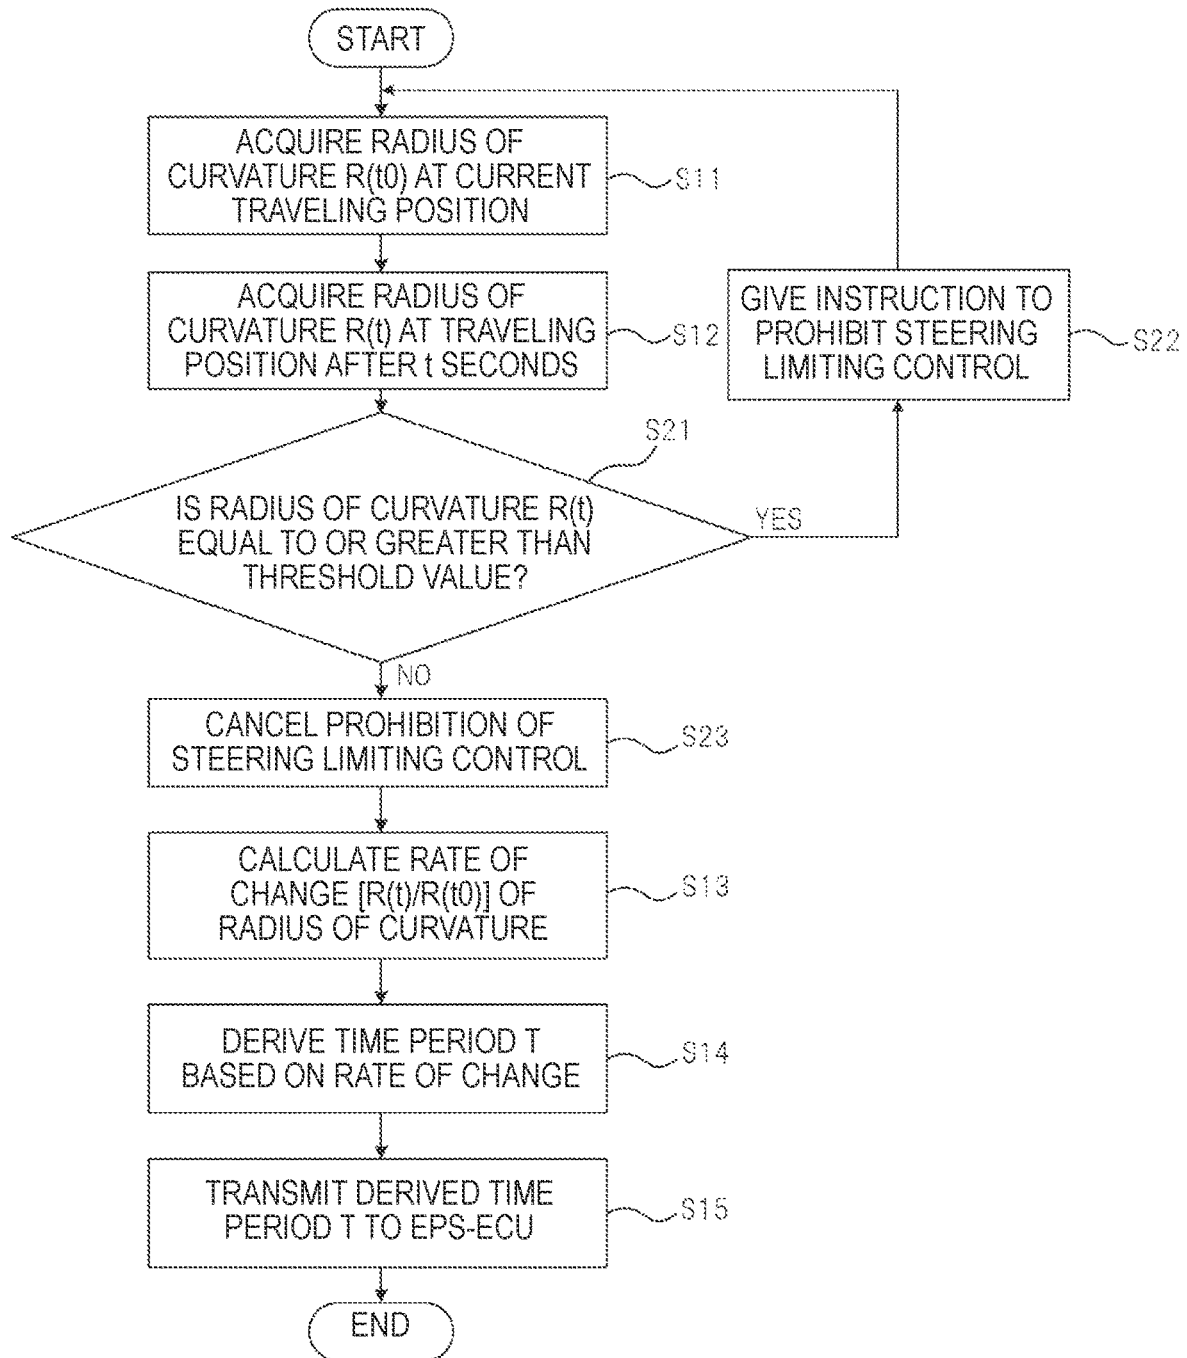 START
ACQUIRE RADIUS OF
CURVATURE R(t0) AT CURRENT
TRAVELING POSITION
S11
ACQUIRE RADIUS OF
CURVATURE R(t) AT TRAVELING
POSITION AFTER t SECONDS
S12
GIVE INSTRUCTION TO
PROHIBIT STEERING
LIMITING CONTROL
S22
S21
IS RADIUS OF CURVATURE R(t)
EQUAL TO OR GREATER THAN
THRESHOLD VALUE?
YES
NO
CANCEL PROHIBITION OF
STEERING LIMITING CONTROL
S23
CALCULATE RATE OF
CHANGE [R(t)/R(t0)] OF
RADIUS OF CURVATURE
S13
DERIVE TIME PERIOD T
BASED ON RATE OF CHANGE
S14
TRANSMIT DERIVED TIME
PERIOD T TO EPS-ECU
S15
END